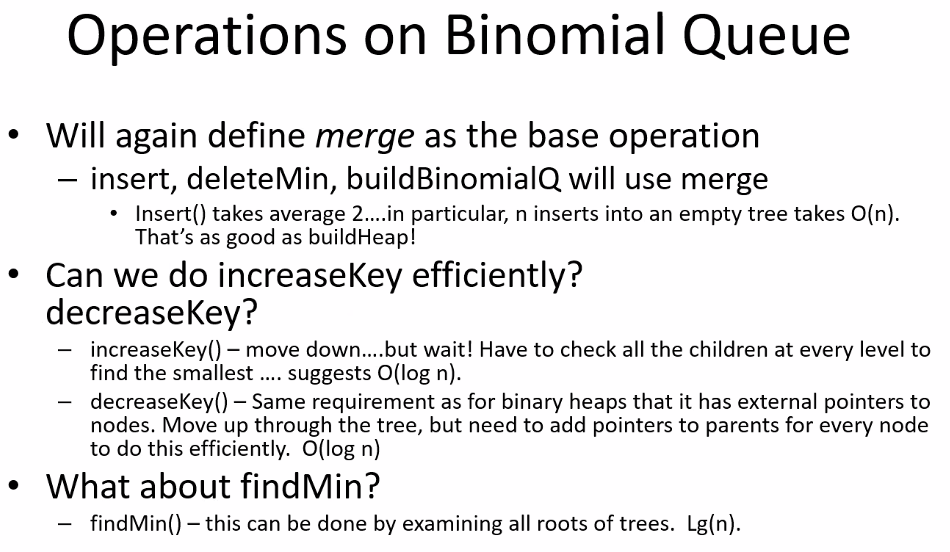 Operations on Binomial Queue
• Will again define merge as the base operation
– insert, deleteMin, buildBinomialQ will use merge
• Insert() takes average 2....in particular, n inserts into an empty tree takes O(n).
That's as good as buildHeap!
• Can we do increaseKey efficiently?
decreaseKey?
– increaseKey() – move down....but wait! Have to check all the children at every level to
find the smallest .... suggests O(log n).
– decreaseKey() – Same requirement as for binary heaps that it has external pointers to
nodes. Move up through the tree, but need to add pointers to parents for every node
to do this efficiently. O(log n)
• What about findMin?
– findMin() – this can be done by examining all roots of trees. Lg(n).